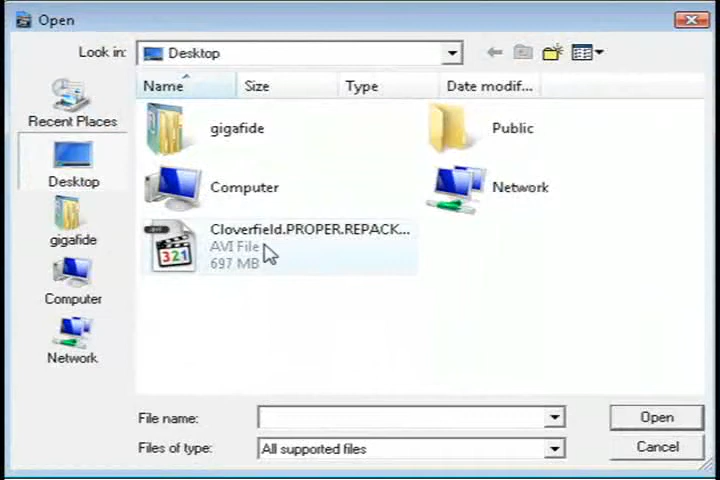 Open
Look in:
Desktop
Name
Size
Type
Date modif...
Recent Places
Desktop
gigafide
Computer
Network
gigafide
Public
Computer
Network
321
Cloverfield.PROPER.REPACK...
AVI File
697 MB
File name:
Open
Files of type:
All supported files
Cancel